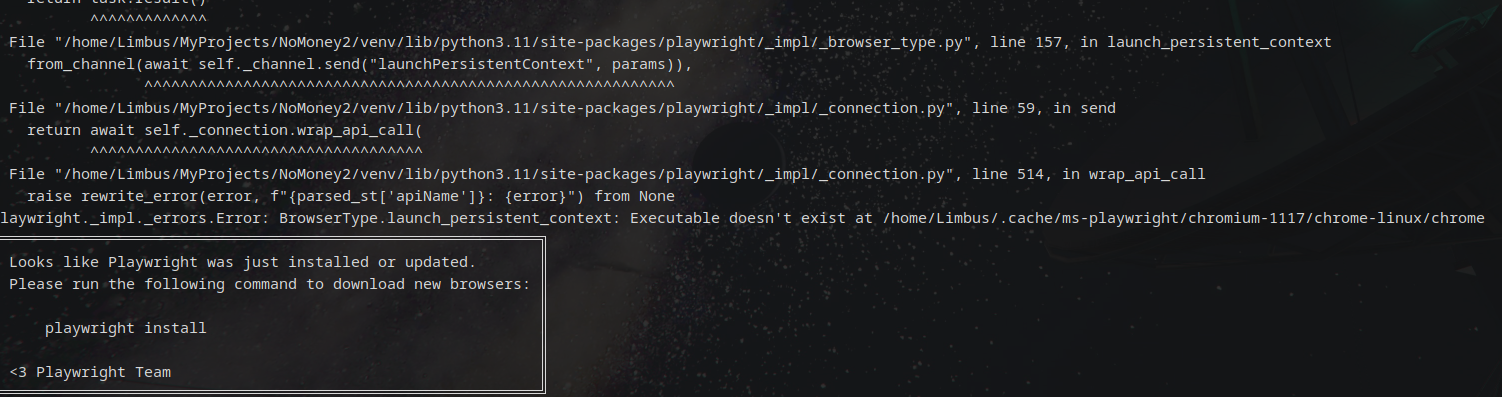 return task.result()
^^^^^^^^^^^^^
File "/home/Limbus/MyProjects/NoMoney2/venv/lib/python3.11/site-packages/playwright/_impl/_browser_type.py", line 157, in launch_persistent_context
from_channel(await self._channel.send("launchPersistentContext", params)),
^^^^^^^^^^^^^^^^^^^^^^^^^^^^^^^^^^^^^^^^^^^^^^^^^^^^^^^^^^^
File "/home/Limbus/MyProjects/NoMoney2/venv/lib/python3.11/site-packages/playwright/_impl/_connection.py", line 59, in send
return await self._connection.wrap_api_call(
^^^^^^^^^^^^^^^^^^^^^^^^^^^^^^^^^^^^^
File "/home/Limbus/MyProjects/NoMoney2/venv/lib/python3.11/site-packages/playwright/_impl/_connection.py", line 514, in wrap_api_call
raise rewrite_error(error, f"{parsed_st['apiName']}: {error}") from None
laywright._impl._errors.Error: BrowserType.launch_persistent_context: Executable doesn't exist at /home/Limbus/.cache/ms-playwright/chromium-1117/chrome-linux/chrome
Looks like Playwright was just installed or updated.
Please run the following command to download new browsers:
playwright install
<3 Playwright Team